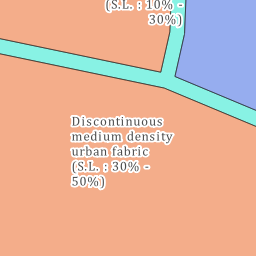 (S.L. : 10% -
30%)
Discontinuous
medium density
urban fabric
(S.L. : 30% -
50%)